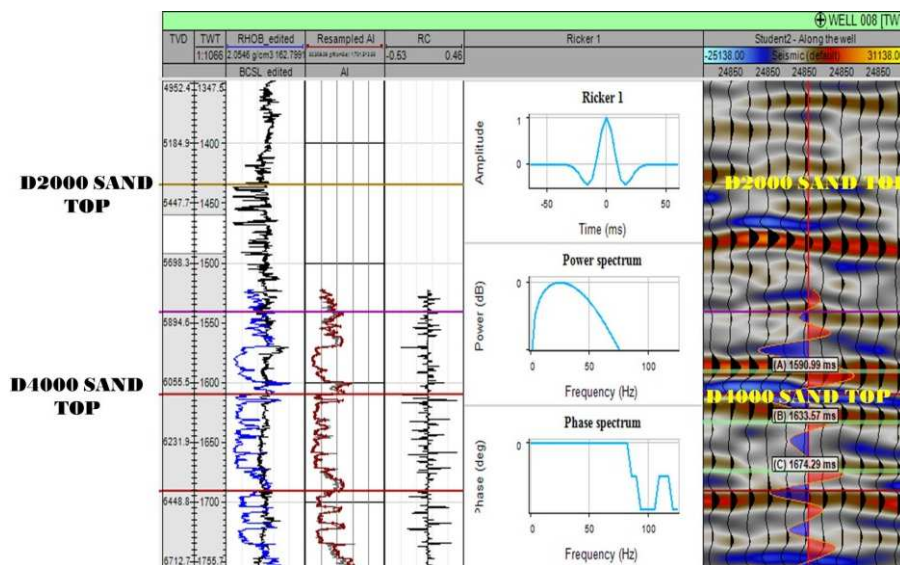 WELL 008 [TWT
TVD TWT RHOB_edited Resampled AI RC Ricker 1 Student2 - Along the well
1:1066 2.0546 g/cm3 -0.53 0.46 -25138.00 Seismic (default) 31138.00
BCSL_edited AI 24850 24850 24850 24850 24850
4952.4 1347.5
5184.9 1400
5447.7 1450
5698.3 1500
5894.6 1550
6055.5 1600
6231.9 1650
6448.8 1700
6712.7 1755.
D2000 SAND
TOP
D4000 SAND
TOP
Ricker 1
Amplitude
1
0
-50 0 50
Time (ms)
Power spectrum
Power (dB)
0
0 50 100
Frequency (Hz)
Phase spectrum
Phase (deg)
0
0 50 100
Frequency (Hz)
D2000 SAND TOP
(A) 1590.99 ms
D4000 SAND TOP
(B) 1633.57 ms
(C) 1674.29 ms